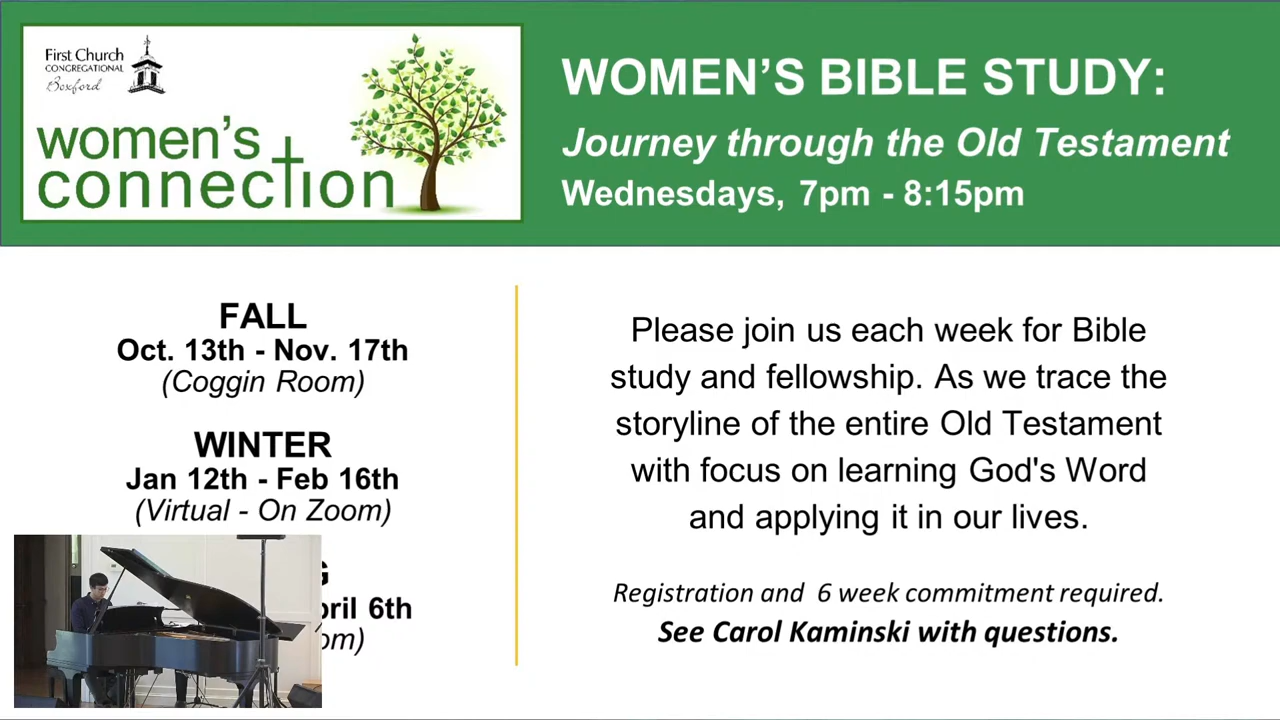 First Church
CONGREGATIONAL
Boxford
women's
connection
WOMEN’S BIBLE STUDY:
Journey through the Old Testament
Wednesdays, 7pm - 8:15pm
FALL
Oct. 13th - Nov. 17th
(Coggin Room)
WINTER
Jan 12th - Feb 16th
(Virtual - On Zoom)
6th
Please join us each week for Bible
study and fellowship. As we trace the
storyline of the entire Old Testament
with focus on learning God's Word
and applying it in our lives.
Registration and 6 week commitment required.
See Carol Kaminski with questions.